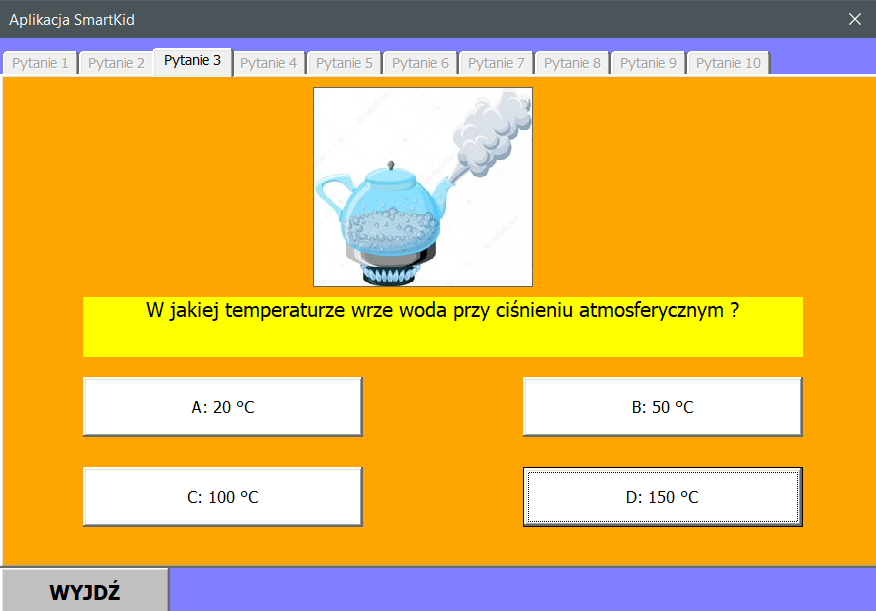 Aplikacja SmartKid
Pytanie 1 Pytanie 2 Pytanie 3 Pytanie 4 Pytanie 5 Pytanie 6 Pytanie 7 Pytanie 8 Pytanie 9 Pytanie 10
W jakiej temperaturze wrze woda przy ciśnieniu atmosferycznym ?
A: 20 °C
B: 50 °C
C: 100 °C
D: 150 °C
WYJDŹ